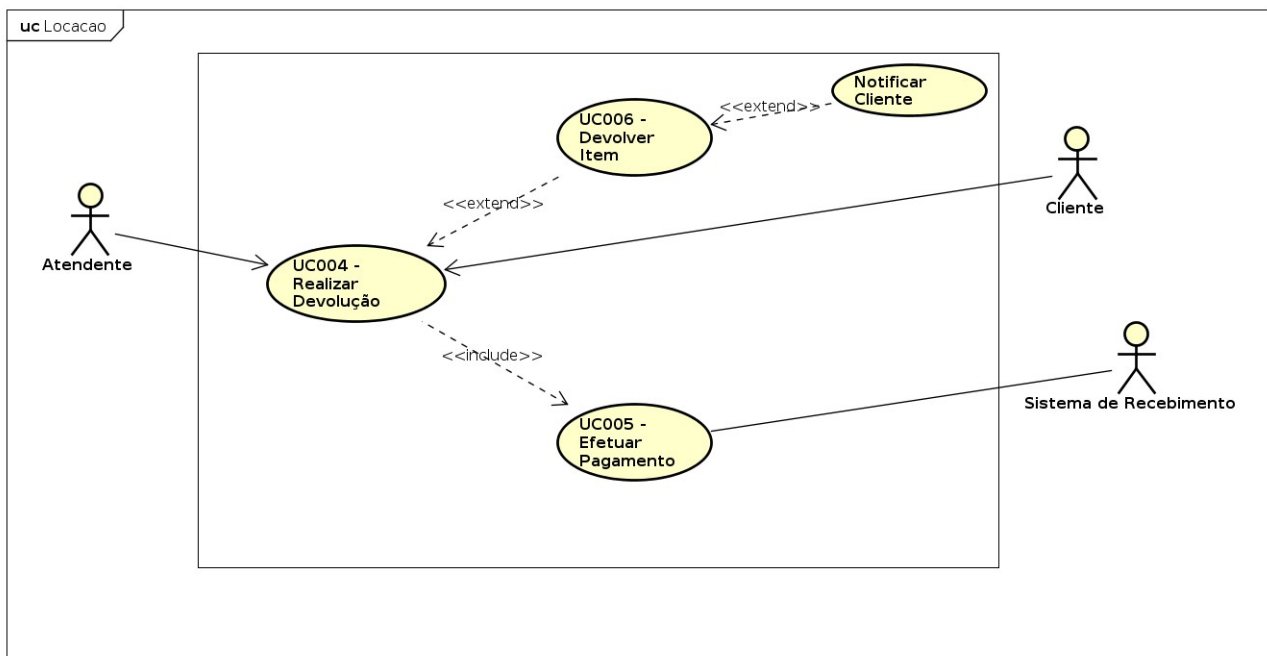 uc Locacao
Notificar
Cliente
<<extend>>
UC006 -
Devolver
Item
<<extend>>
Cliente
Atendente
UC004 -
Realizar
Devolução
<<include>>
Sistema de Recebimento
UC005 -
Efetuar
Pagamento